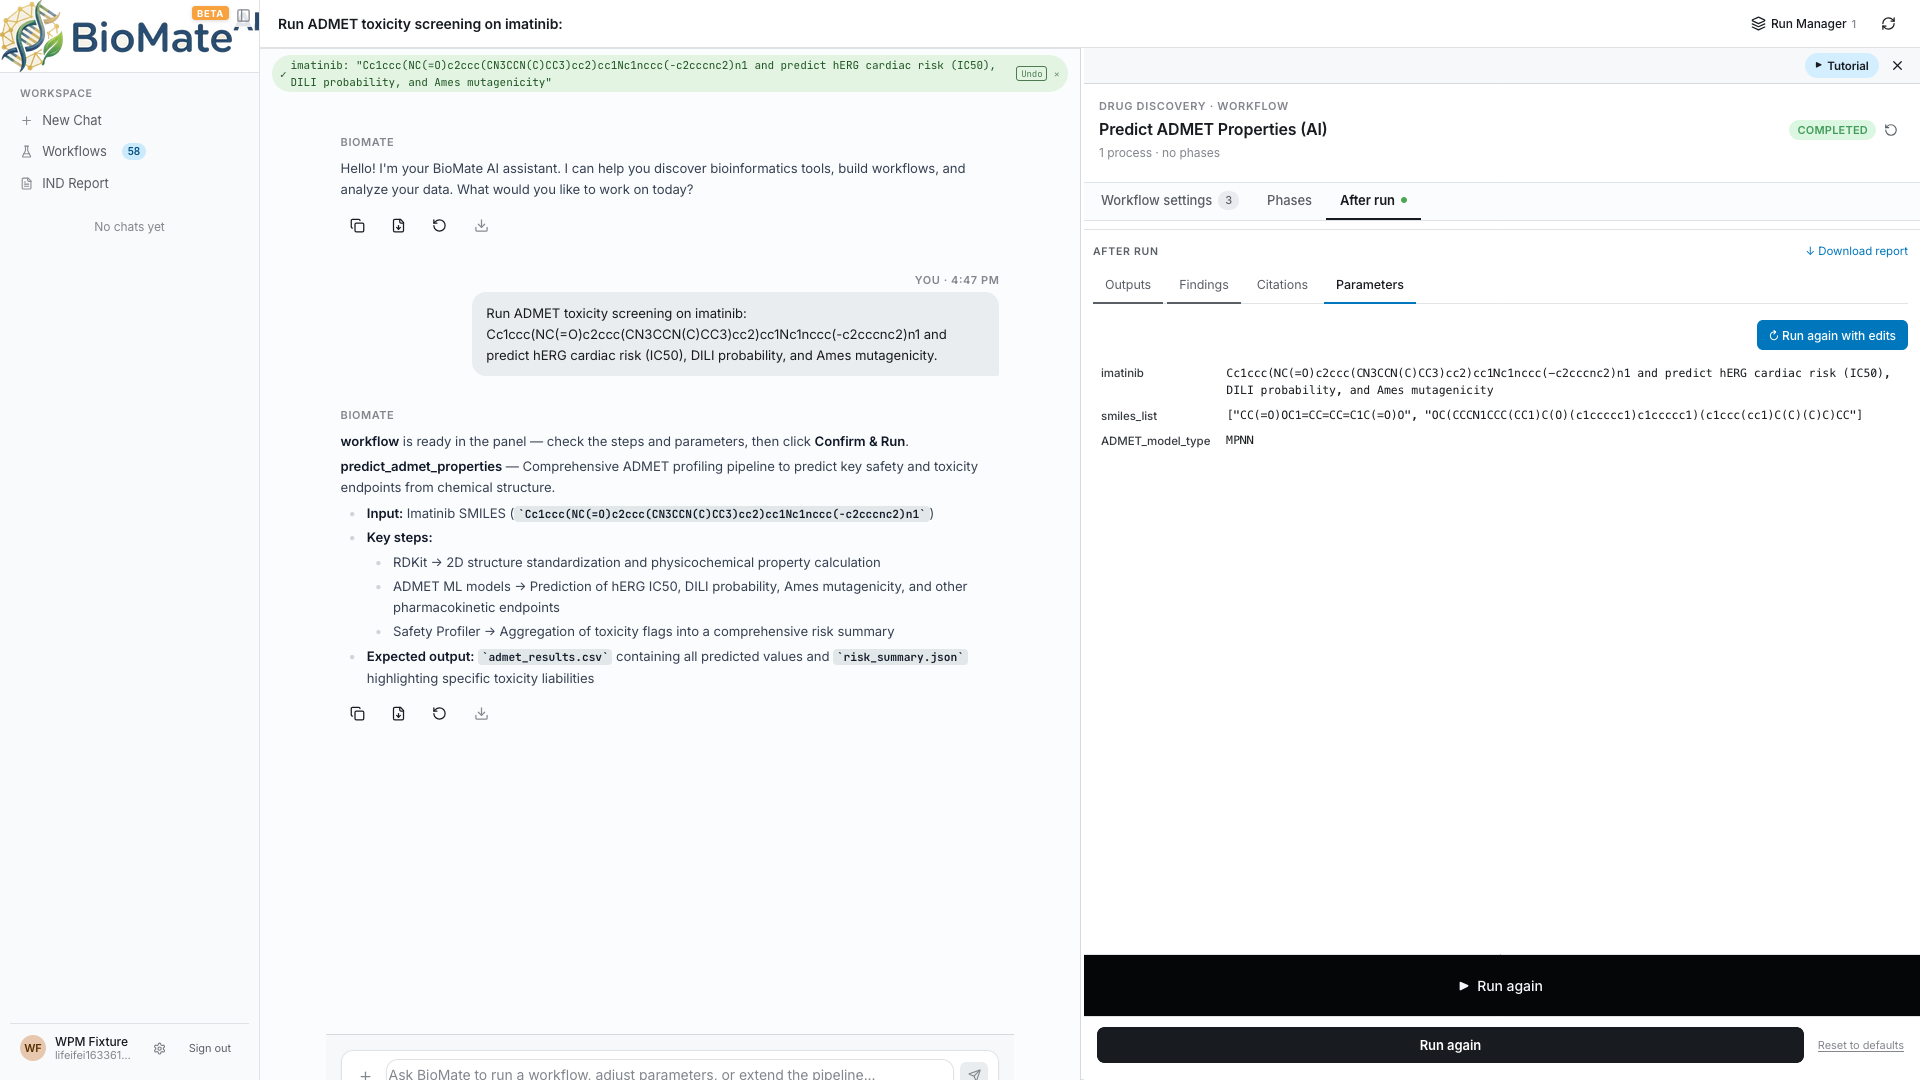 BioMate
BETA
WORKSPACE
New Chat
Workflows 58
IND Report
No chats yet
WF
WPM Fixture
lifeifei163361...
Sign out
Run ADMET toxicity screening on imatinib:
Run Manager 1
✓ imatinib: "Cc1ccc(NC(=O)c2ccc(CN3CCN(C)CC3)cc2)cc1Nc1nccc(-c2cccnc2)n1 and predict hERG cardiac risk (IC50),
DILI probability, and Ames mutagenicity"
Undo ×
BIOMATE
Hello! I'm your BioMate AI assistant. I can help you discover bioinformatics tools, build workflows, and
analyze your data. What would you like to work on today?
YOU · 4:47 PM
Run ADMET toxicity screening on imatinib:
Cc1ccc(NC(=O)c2ccc(CN3CCN(C)CC3)cc2)cc1Nc1nccc(-c2cccnc2)n1 and
predict hERG cardiac risk (IC50), DILI probability, and Ames mutagenicity.
BIOMATE
workflow is ready in the panel — check the steps and parameters, then click Confirm & Run.
predict_admet_properties — Comprehensive ADMET profiling pipeline to predict key safety and toxicity
endpoints from chemical structure.
Input: Imatinib SMILES (`Cc1ccc(NC(=O)c2ccc(CN3CCN(C)CC3)cc2)cc1Nc1nccc(-c2cccnc2)n1`)
Key steps:
RDKit → 2D structure standardization and physicochemical property calculation
ADMET ML models → Prediction of hERG IC50, DILI probability, Ames mutagenicity, and other
pharmacokinetic endpoints
Safety Profiler → Aggregation of toxicity flags into a comprehensive risk summary
Expected output: `admet_results.csv` containing all predicted values and `risk_summary.json`
highlighting specific toxicity liabilities
Ask BioMate to run a workflow, adjust parameters, or extend the pipeline...
Tutorial
DRUG DISCOVERY · WORKFLOW
Predict ADMET Properties (AI)
COMPLETED
1 process · no phases
Workflow settings 3 Phases After run
AFTER RUN
↓ Download report
Outputs Findings Citations Parameters
Run again with edits
imatinib Cc1ccc(NC(=O)c2ccc(CN3CCN(C)CC3)cc2)cc1Nc1nccc(-c2cccnc2)n1 and predict hERG cardiac risk (IC50),
DILI probability, and Ames mutagenicity
smiles_list ["CC(=O)OC1=CC=CC=C1C(=O)O", "OC(CCCN1CCC(CC1)C(O)(c1ccccc1)c1ccccc1)(c1ccc(cc1)C(C)(C)C)CC"]
ADMET_model_type MPNN
Run again
Run again
Reset to defaults